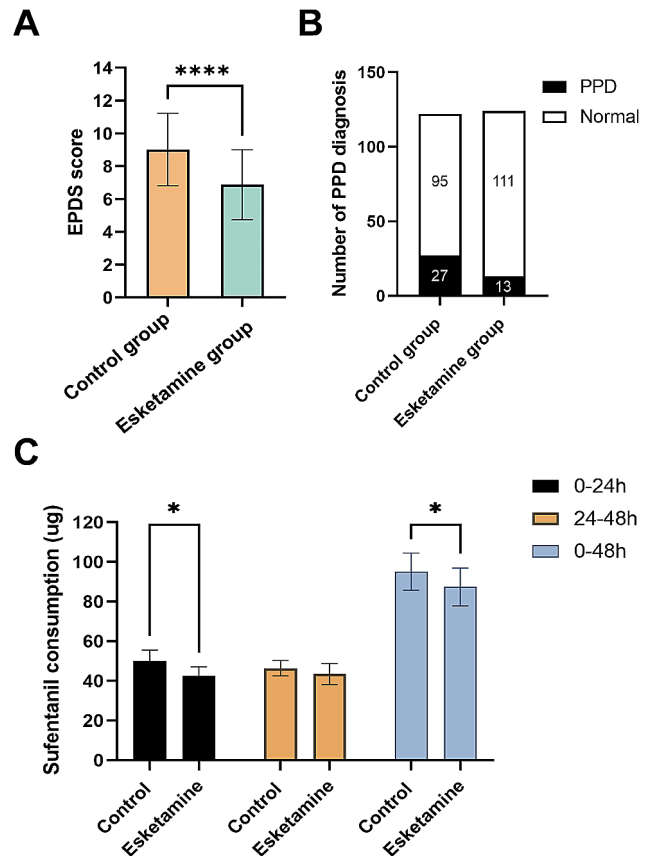 A
EPDS score
14
12
10
8
6
4
2
0
****
Control group
Esketamine group
B
Number of PPD diagnosis
150
100
50
0
95
27
111
13
Control group
Esketamine group
PPD
Normal
C
Sufentanil consumption (ug)
120
100
80
60
40
20
0
*
*
Control
Esketamine
Control
Esketamine
Control
Esketamine
0-24h
24-48h
0-48h